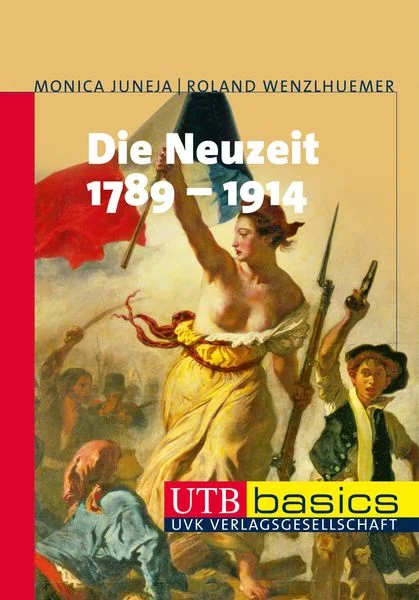 MONICA JUNEJA | ROLAND WENZLHUEMER
Die Neuzeit
1789 – 1914
UTB basics
UVK VERLAGSGESELLSCHAFT